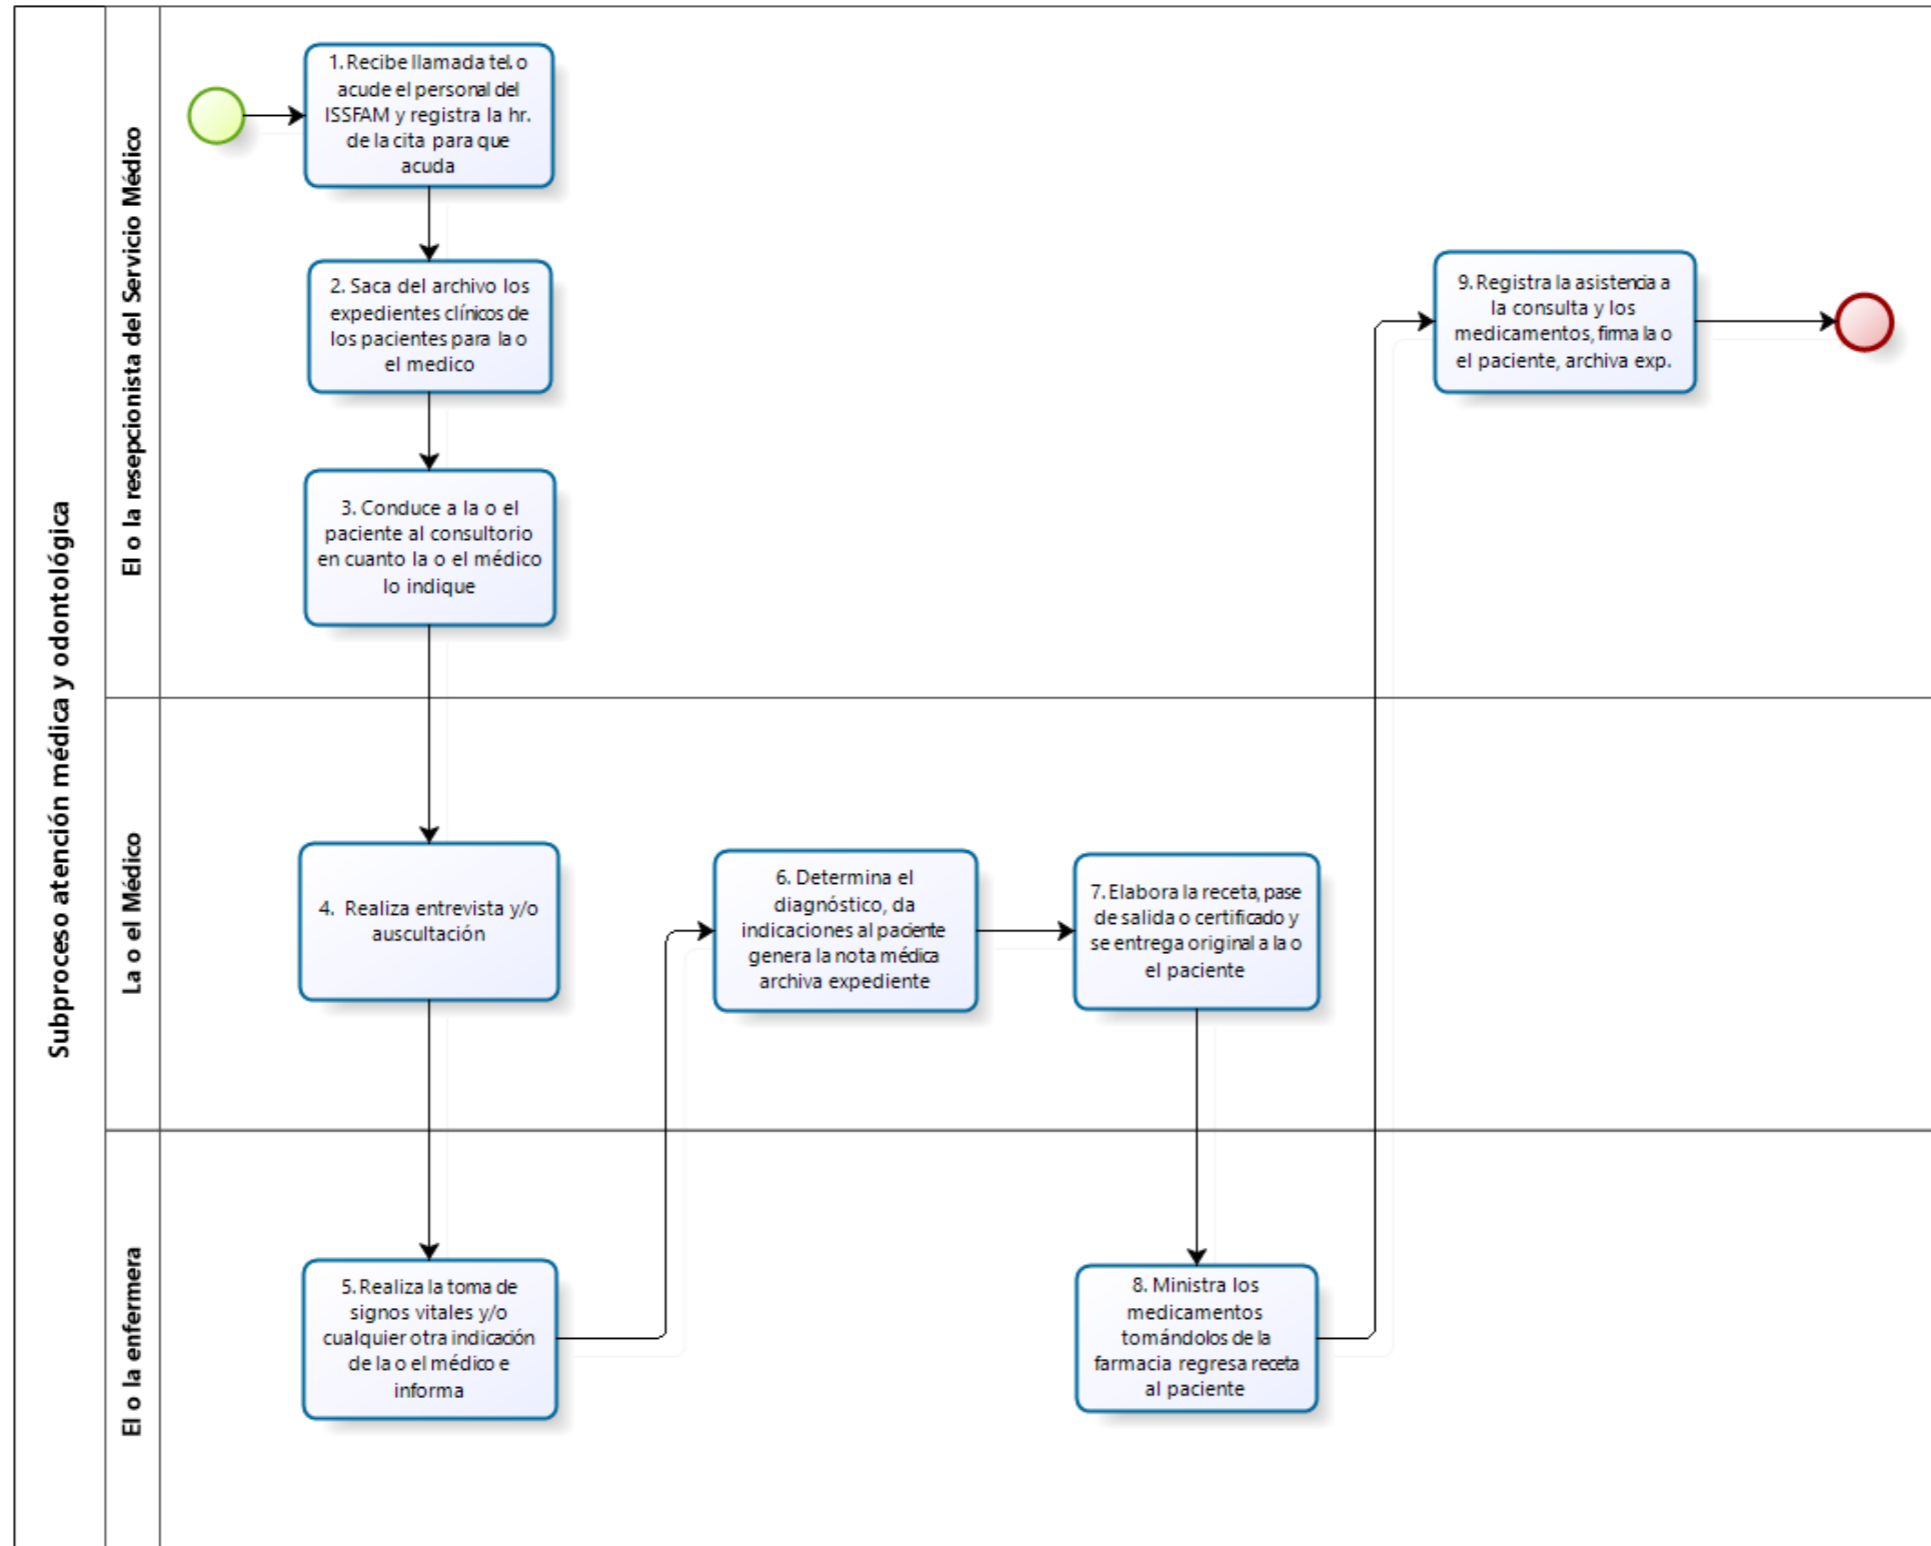 Subproceso atención médica y odontológica
El o la resepcionista del Servicio Médico
1. Recibe llamada tel. o
acude el personal del
ISSFAM y registra la hr.
de la cita para que
acuda
2. Saca del archivo los
expedientes clínicos de
los pacientes para la o
el medico
3. Conduce a la o el
paciente al consultorio
en cuanto la o el médico
lo indique
9. Registra la asistencia a
la consulta y los
medicamentos, firma la o
el paciente, archiva exp.
La o el Médico
4. Realiza entrevista y/o
auscultación
6. Determina el
diagnóstico, da
indicaciones al paciente
genera la nota médica
archiva expediente
7. Elabora la receta, pase
de salida o certificado y
se entrega original a la o
el paciente
El o la enfermera
5. Realiza la toma de
signos vitales y/o
cualquier otra indicación
de la o el médico e
informa
8. Ministra los
medicamentos
tomándolos de la
farmacia regresa receta
al paciente